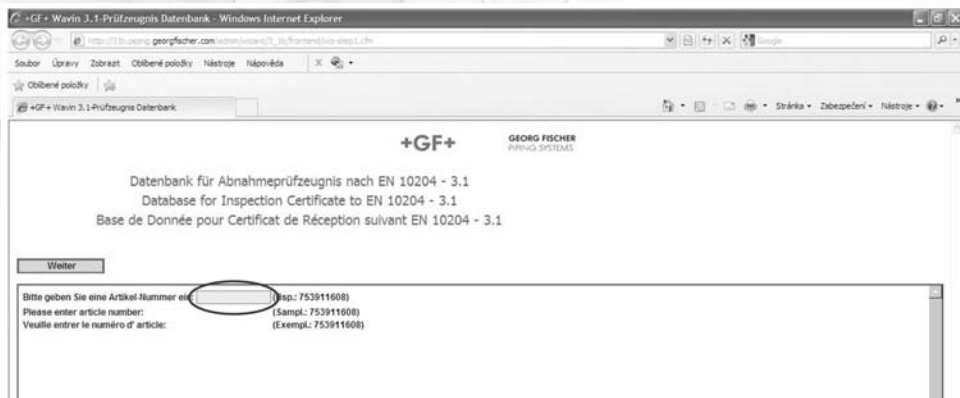 +GF+ Wavin 3.1-Prüfzeugnis Datenbank - Windows Internet Explorer
georgfischer.com
Google
Soubor Úpravy Zobrazit Oblíbené položky Nástroje Nápověda
Oblíbené položky
+GF+ Wavin 3.1-Prüfzeugnis Datenbank
Stránka Zabezpečení Nástroje
+GF+ GEORG FISCHER
PIPING SYSTEMS
Datenbank für Abnahmeprüfzeugnis nach EN 10204 - 3.1
Database for Inspection Certificate to EN 10204 - 3.1
Base de Donnée pour Certificat de Réception suivant EN 10204 - 3.1
Weiter
Bitte geben Sie eine Artikel-Nummer ein: (Bsp.: 753911608)
Please enter article number: (Sampl.: 753911608)
Veuille entrer le numéro d' article: (Exempl.: 753911608)